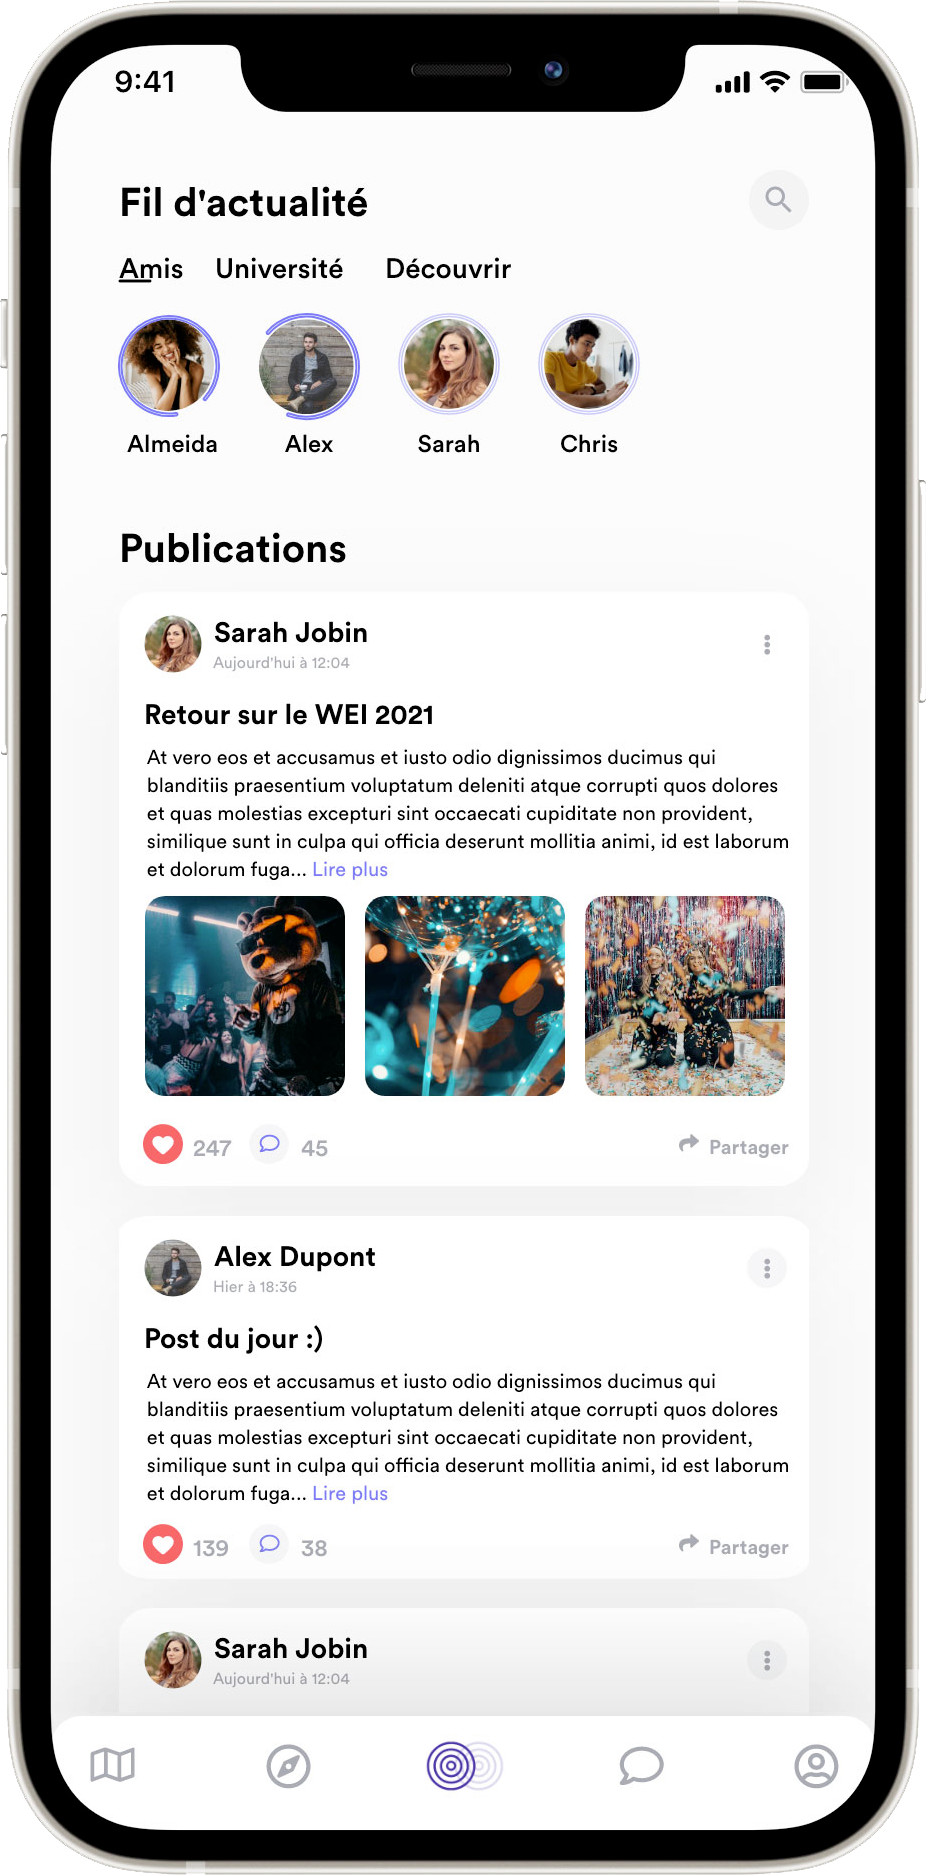 9:41
Fil d'actualité
Amis Université Découvrir
Almeida Alex Sarah Chris
Publications
Sarah Jobin
Aujourd'hui à 12:04
Retour sur le WEI 2021
At vero eos et accusamus et iusto odio dignissimos ducimus qui
blanditiis praesentium voluptatum deleniti atque corrupti quos dolores
et quas molestias excepturi sint occaecati cupiditate non provident,
similique sunt in culpa qui officia deserunt mollitia animi, id est laborum
et dolorum fuga... Lire plus
247 45 Partager
Alex Dupont
Hier à 18:36
Post du jour :)
At vero eos et accusamus et iusto odio dignissimos ducimus qui
blanditiis praesentium voluptatum deleniti atque corrupti quos dolores
et quas molestias excepturi sint occaecati cupiditate non provident,
similique sunt in culpa qui officia deserunt mollitia animi, id est laborum
et dolorum fuga... Lire plus
139 38 Partager
Sarah Jobin
Aujourd'hui à 12:04